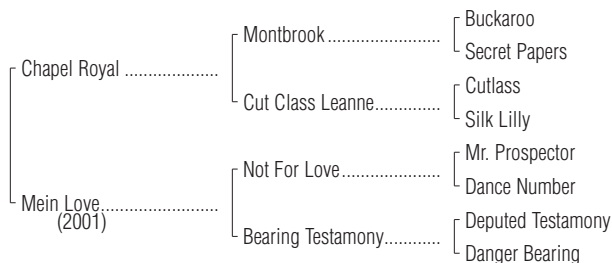 Buckaroo
Montbrook
Secret Papers
Chapel Royal
Cutlass
Cut Class Leanne
Silk Lilly
Mr. Prospector
Not For Love
Dance Number
Mein Love
(2001)
Deputed Testamony
Bearing Testamony
Danger Bearing